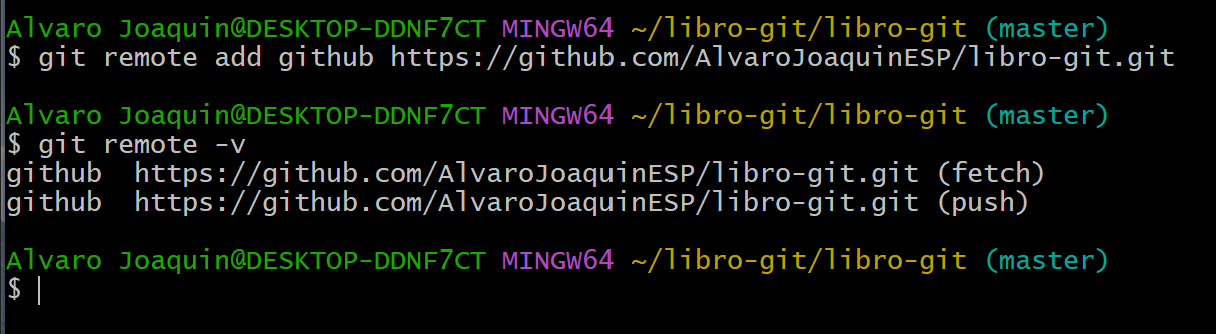 Alvaro Joaquin@DESKTOP-DDNF7CT MINGW64 ~/libro-git/libro-git (master)
$ git remote add github https://github.com/AlvaroJoaquinESP/libro-git.git
Alvaro Joaquin@DESKTOP-DDNF7CT MINGW64 ~/libro-git/libro-git (master)
$ git remote -v
github  https://github.com/AlvaroJoaquinESP/libro-git.git (fetch)
github  https://github.com/AlvaroJoaquinESP/libro-git.git (push)
Alvaro Joaquin@DESKTOP-DDNF7CT MINGW64 ~/libro-git/libro-git (master)
$